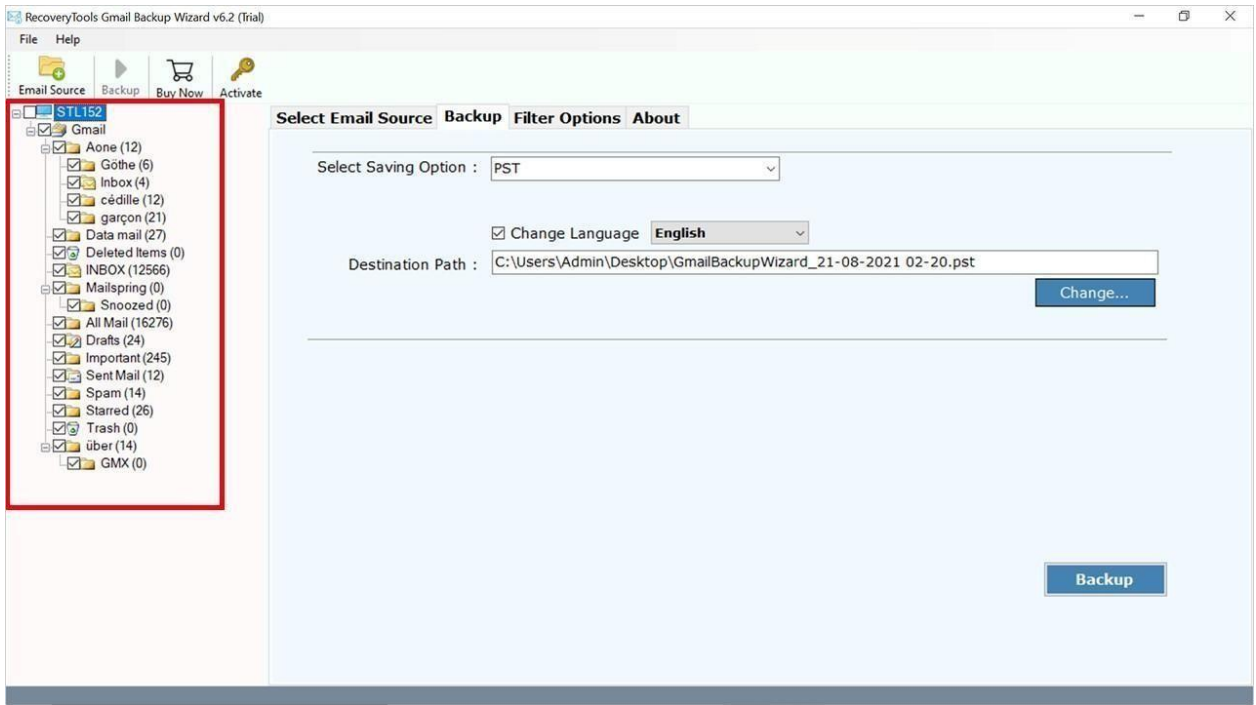 RecoveryTools Gmail Backup Wizard v6.2 (Trial)
File Help
Email Source Backup Buy Now Activate
STL152
Gmail
Aone (12)
Göthe (6)
Inbox (4)
cédille (12)
garçon (21)
Data mail (27)
Deleted Items (0)
INBOX (12566)
Mailspring (0)
Snoozed (0)
All Mail (16276)
Drafts (24)
Important (245)
Sent Mail (12)
Spam (14)
Starred (26)
Trash (0)
über (14)
GMX (0)
Select Email Source Backup Filter Options About
Select Saving Option : PST
Change Language English
Destination Path : C:\Users\Admin\Desktop\GmailBackupWizard_21-08-2021 02-20.pst
Change...
Backup